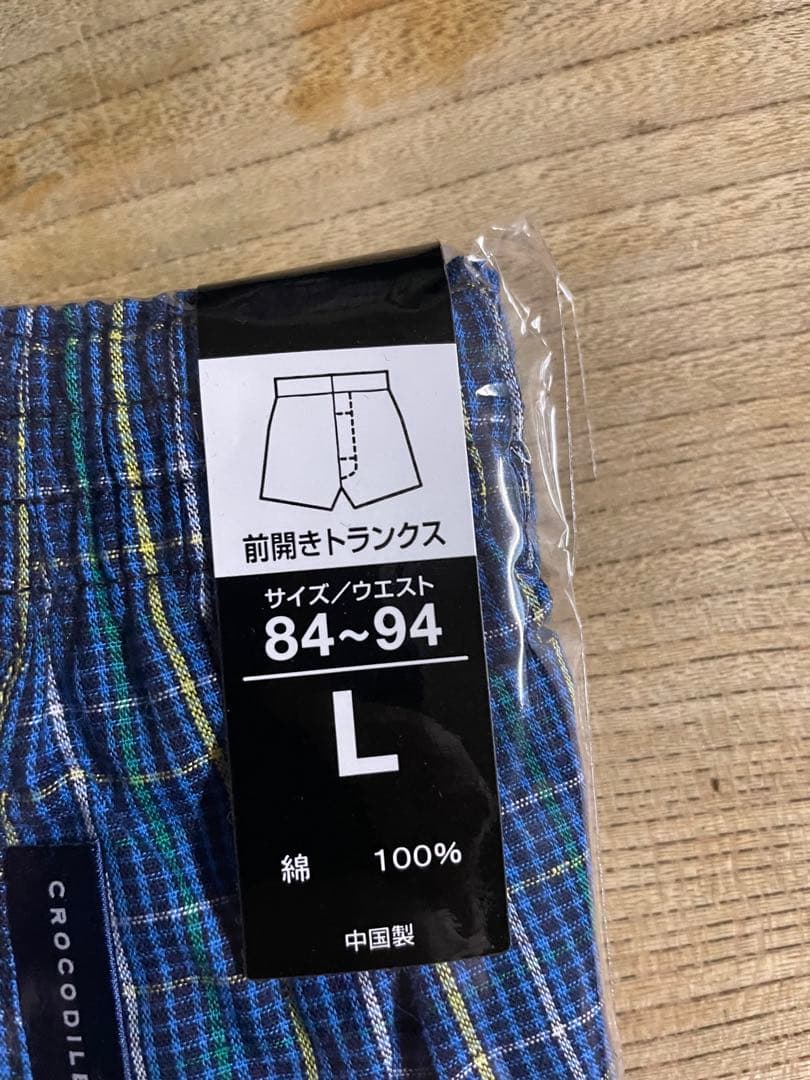 前開きトランクス
サイズ/ウエスト
84~94
L
綿 100%
中国製
CROCODILE